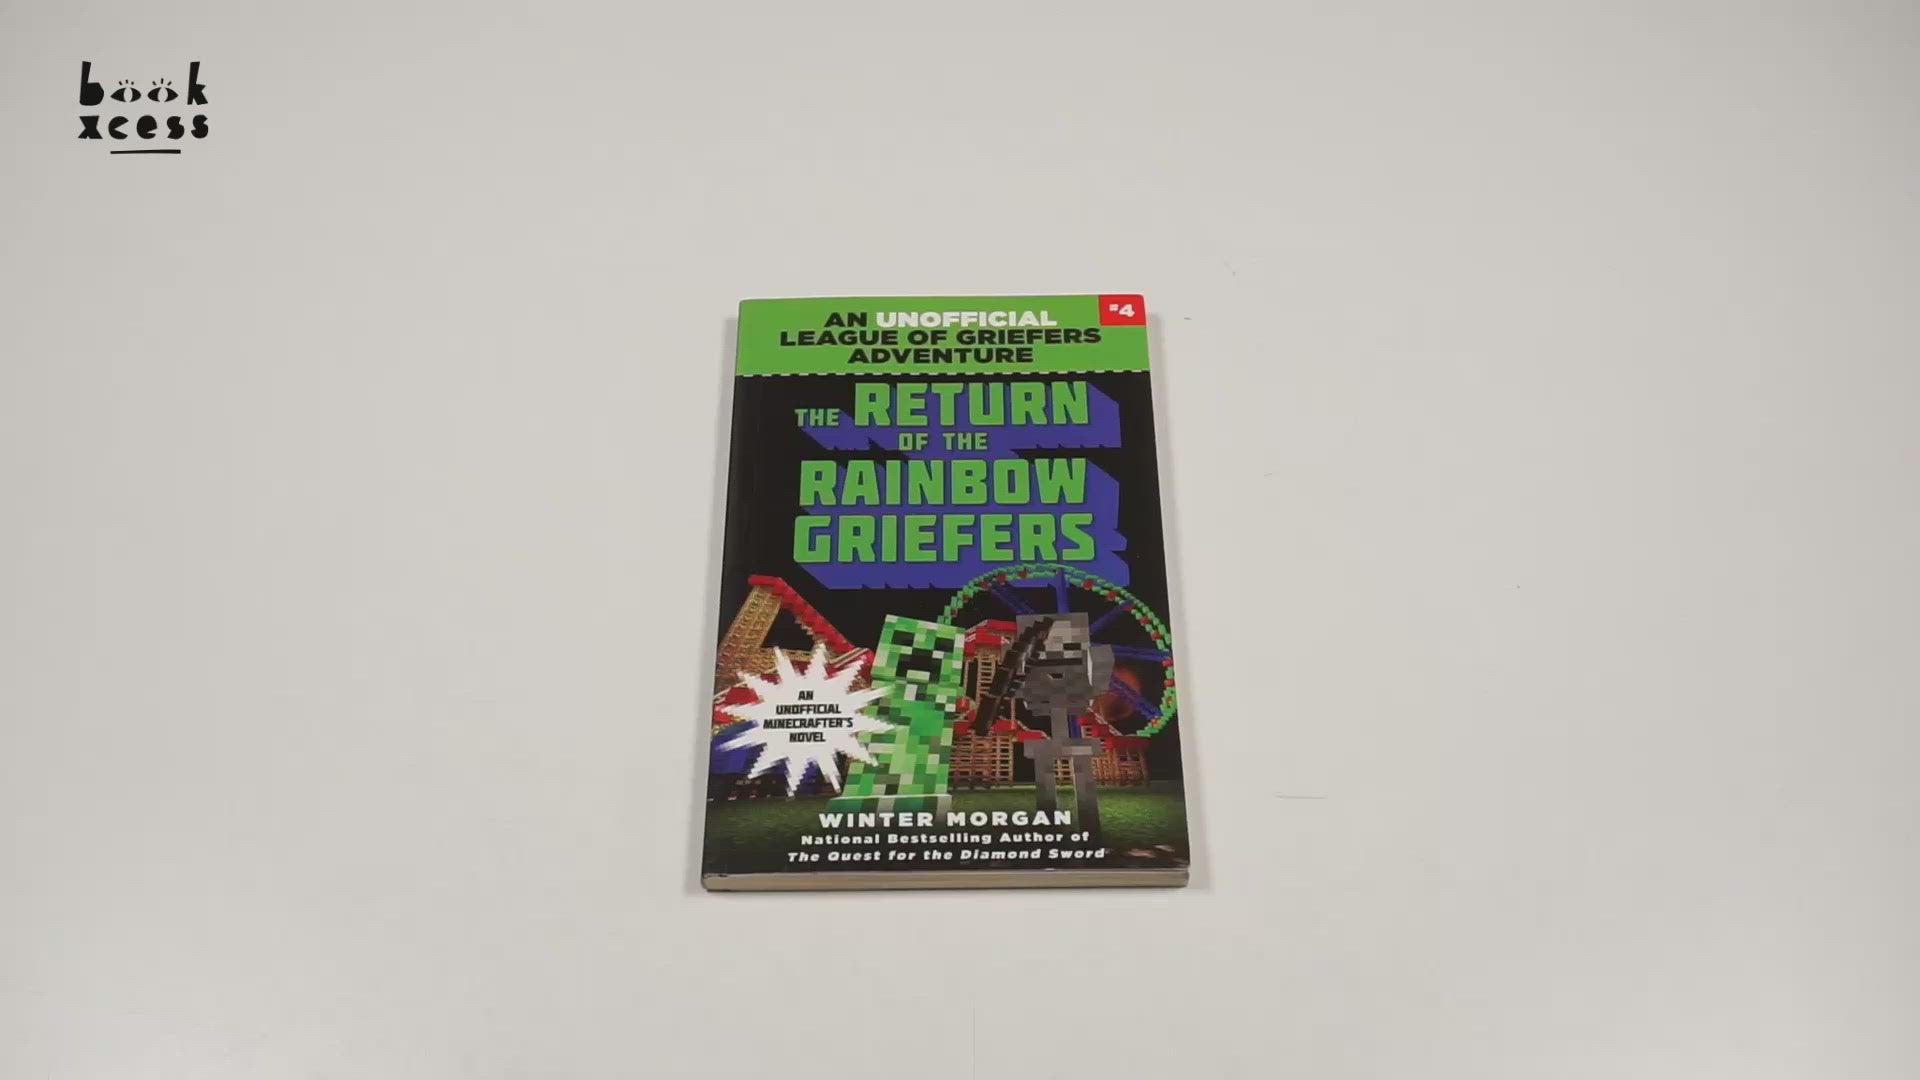 book
xcess
#4
AN UNOFFICIAL
LEAGUE OF GRIEFERS
ADVENTURE
THE RETURN
OF THE
RAINBOW
GRIEFERS
AN
UNOFFICIAL
MINECRAFTER'S
NOVEL
WINTER MORGAN
National Bestselling Author of
The Quest for the Diamond Sword